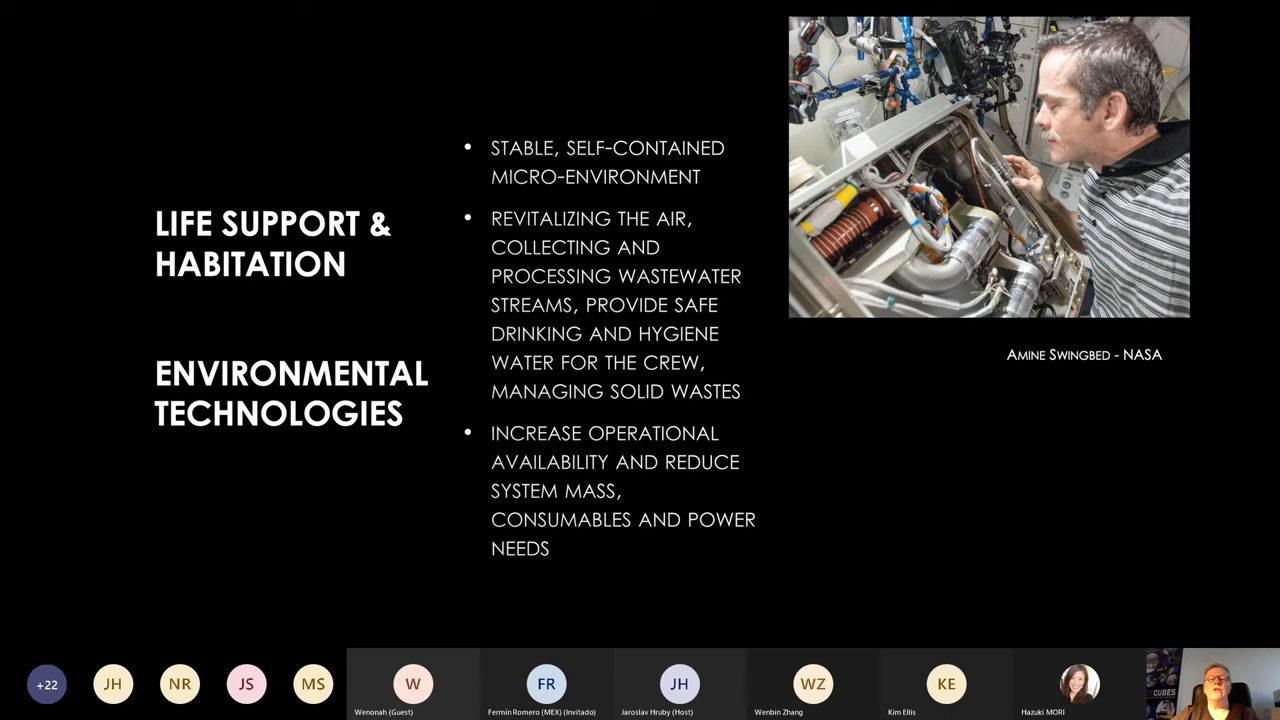 LIFE SUPPORT &
HABITATION
ENVIRONMENTAL
TECHNOLOGIES
• STABLE, SELF-CONTAINED
MICRO-ENVIRONMENT
• REVITALIZING THE AIR,
COLLECTING AND
PROCESSING WASTEWATER
STREAMS, PROVIDE SAFE
DRINKING AND HYGIENE
WATER FOR THE CREW,
MANAGING SOLID WASTES
• INCREASE OPERATIONAL
AVAILABILITY AND REDUCE
SYSTEM MASS,
CONSUMABLES AND POWER
NEEDS
AMINE SWINGBED - NASA
+22
JH
NR
JS
MS
W
Wenonah (Guest)
FR
Fermin Romero (MEX) (Invitado)
JH
Jaroslav Hruby (Host)
WZ
Wenbin Zhang
KE
Kim Ellis
Hazuki MORI
CUBES